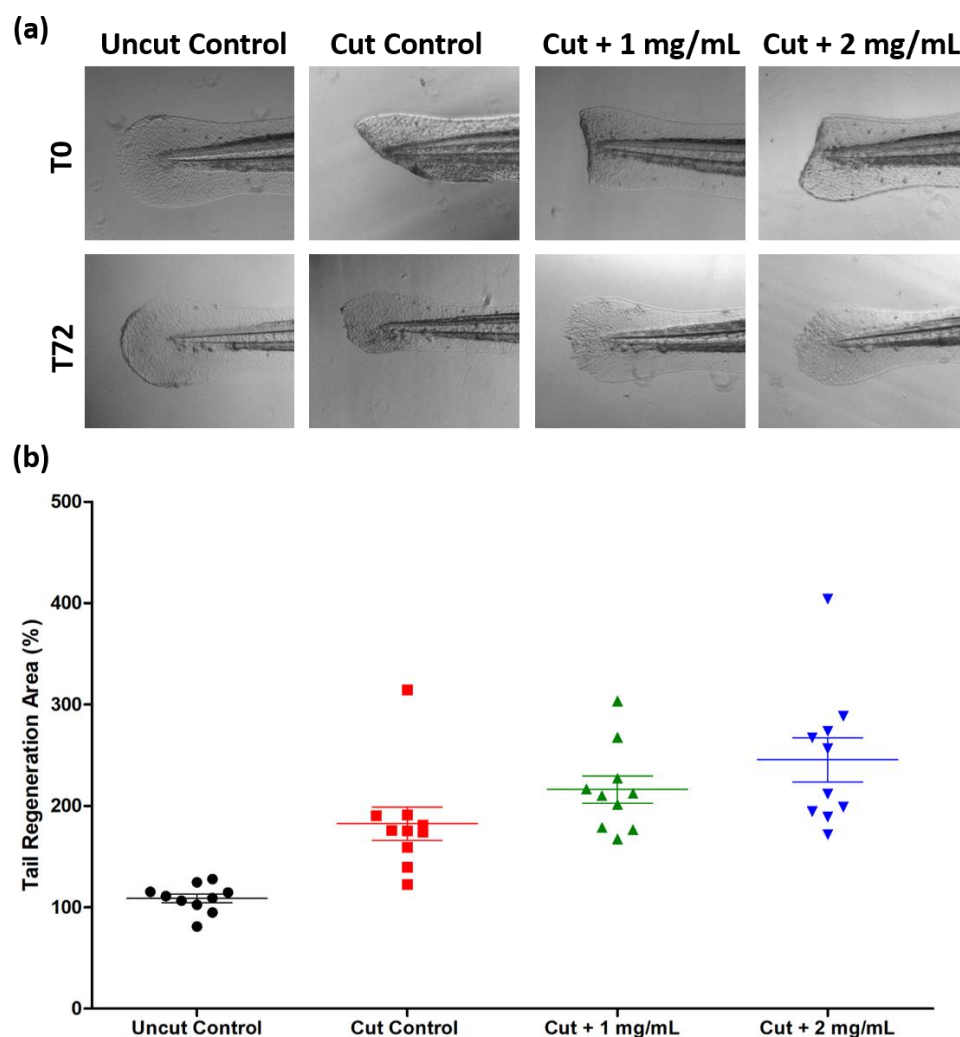 (a)
Uncut Control Cut Control Cut + 1 mg/mL Cut + 2 mg/mL
T0
T72
(b)
500
400
300
200
100
0
Tail Regeneration Area (%)
Uncut Control Cut Control Cut + 1 mg/mL Cut + 2 mg/mL